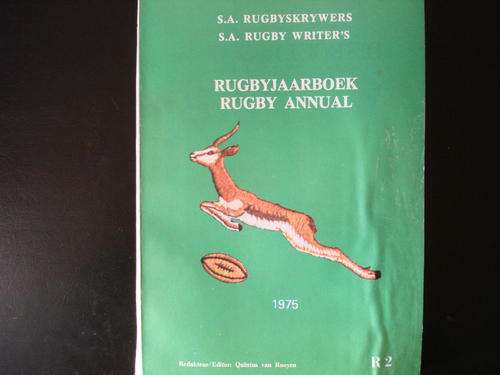 S.A. RUGBYSKRYWERS
S.A. RUGBY WRITER'S
RUGBYJAARBOEK
RUGBY ANNUAL
1975
Redakteur/Editor: Quintus van Rooyen
R 2